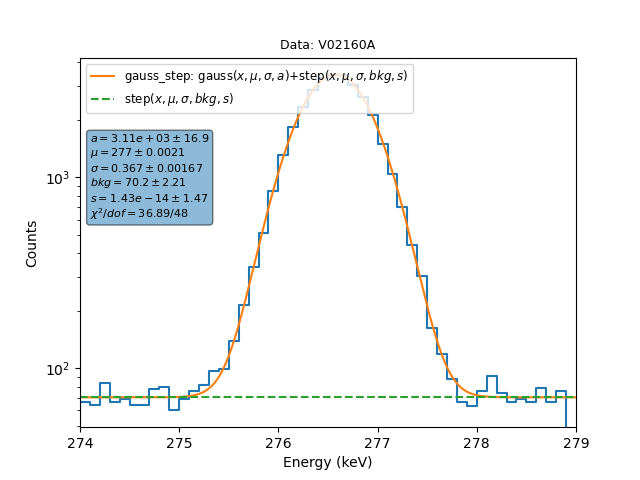 Data: V02160A
gauss_step: gauss(x, μ, σ, a)+step(x, μ, σ, bkg, s)
step(x, μ, σ, bkg, s)
a = 3.11e + 03 ± 16.9
μ = 277 ± 0.0021
σ = 0.367 ± 0.00167
bkg = 70.2 ± 2.21
s = 1.43e − 14 ± 1.47
χ²/dof = 36.89/48
10³
10²
Counts
274 275 276 277 278 279
Energy (keV)